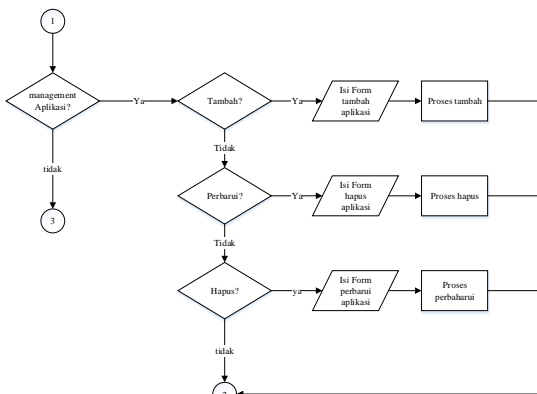 1
management
Aplikasi?
Ya
Tambah?
Ya
Isi Form
tambah
aplikasi
Proses tambah
tidak
Tidak
3
Perbarui?
Ya
Isi Form
hapus
aplikasi
Proses hapus
Tidak
Hapus?
ya
Isi Form
perbarui
aplikasi
Proses
perbaharui
tidak